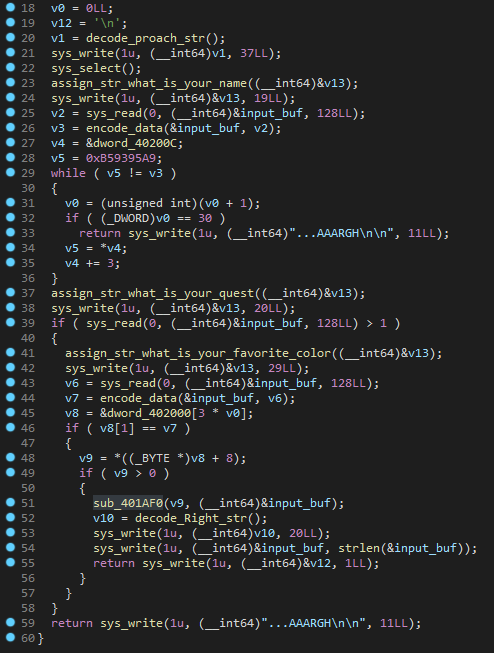 18 v0 = 0LL;
19 v12 = '\n';
20 v1 = decode_proach_str();
21 sys_write(1u, (__int64)v1, 37LL);
22 sys_select();
23 assign_str_what_is_your_name((__int64)&v13);
24 sys_write(1u, (__int64)&v13, 19LL);
25 v2 = sys_read(0, (__int64)&input_buf, 128LL);
26 v3 = encode_data(&input_buf, v2);
27 v4 = &dword_40200C;
28 v5 = 0xB59395A9;
29 while ( v5 != v3 )
30 {
31 v0 = (unsigned int)(v0 + 1);
32 if ( (_DWORD)v0 == 30 )
33 return sys_write(1u, (__int64)"...AAARGH\n\n", 11LL);
34 v5 = *v4;
35 v4 += 3;
36 }
37 assign_str_what_is_your_quest((__int64)&v13);
38 sys_write(1u, (__int64)&v13, 20LL);
39 if ( sys_read(0, (__int64)&input_buf, 128LL) > 1 )
40 {
41 assign_str_what_is_your_favorite_color((__int64)&v13);
42 sys_write(1u, (__int64)&v13, 29LL);
43 v6 = sys_read(0, (__int64)&input_buf, 128LL);
44 v7 = encode_data(&input_buf, v6);
45 v8 = &dword_402000[3 * v0];
46 if ( v8[1] == v7 )
47 {
48 v9 = *((_BYTE *)v8 + 8);
49 if ( v9 > 0 )
50 {
51 sub_401AF0(v9, (__int64)&input_buf);
52 v10 = decode_Right_str();
53 sys_write(1u, (__int64)v10, 20LL);
54 sys_write(1u, (__int64)&input_buf, strlen(&input_buf));
55 return sys_write(1u, (__int64)&v12, 1LL);
56 }
57 }
58 }
59 return sys_write(1u, (__int64)"...AAARGH\n\n", 11LL);
60 }